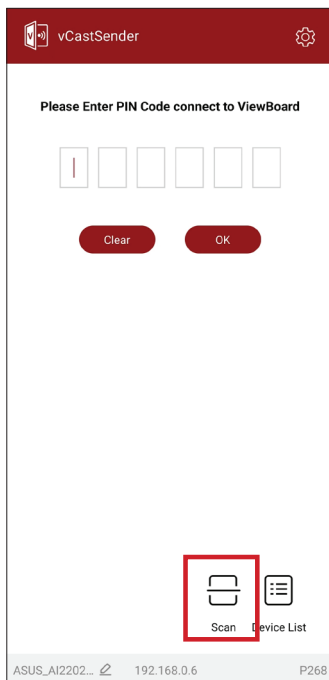 vCastSender
Please Enter PIN Code connect to ViewBoard
Clear OK
Scan Device List
ASUS_AI2202... 192.168.0.6 P268